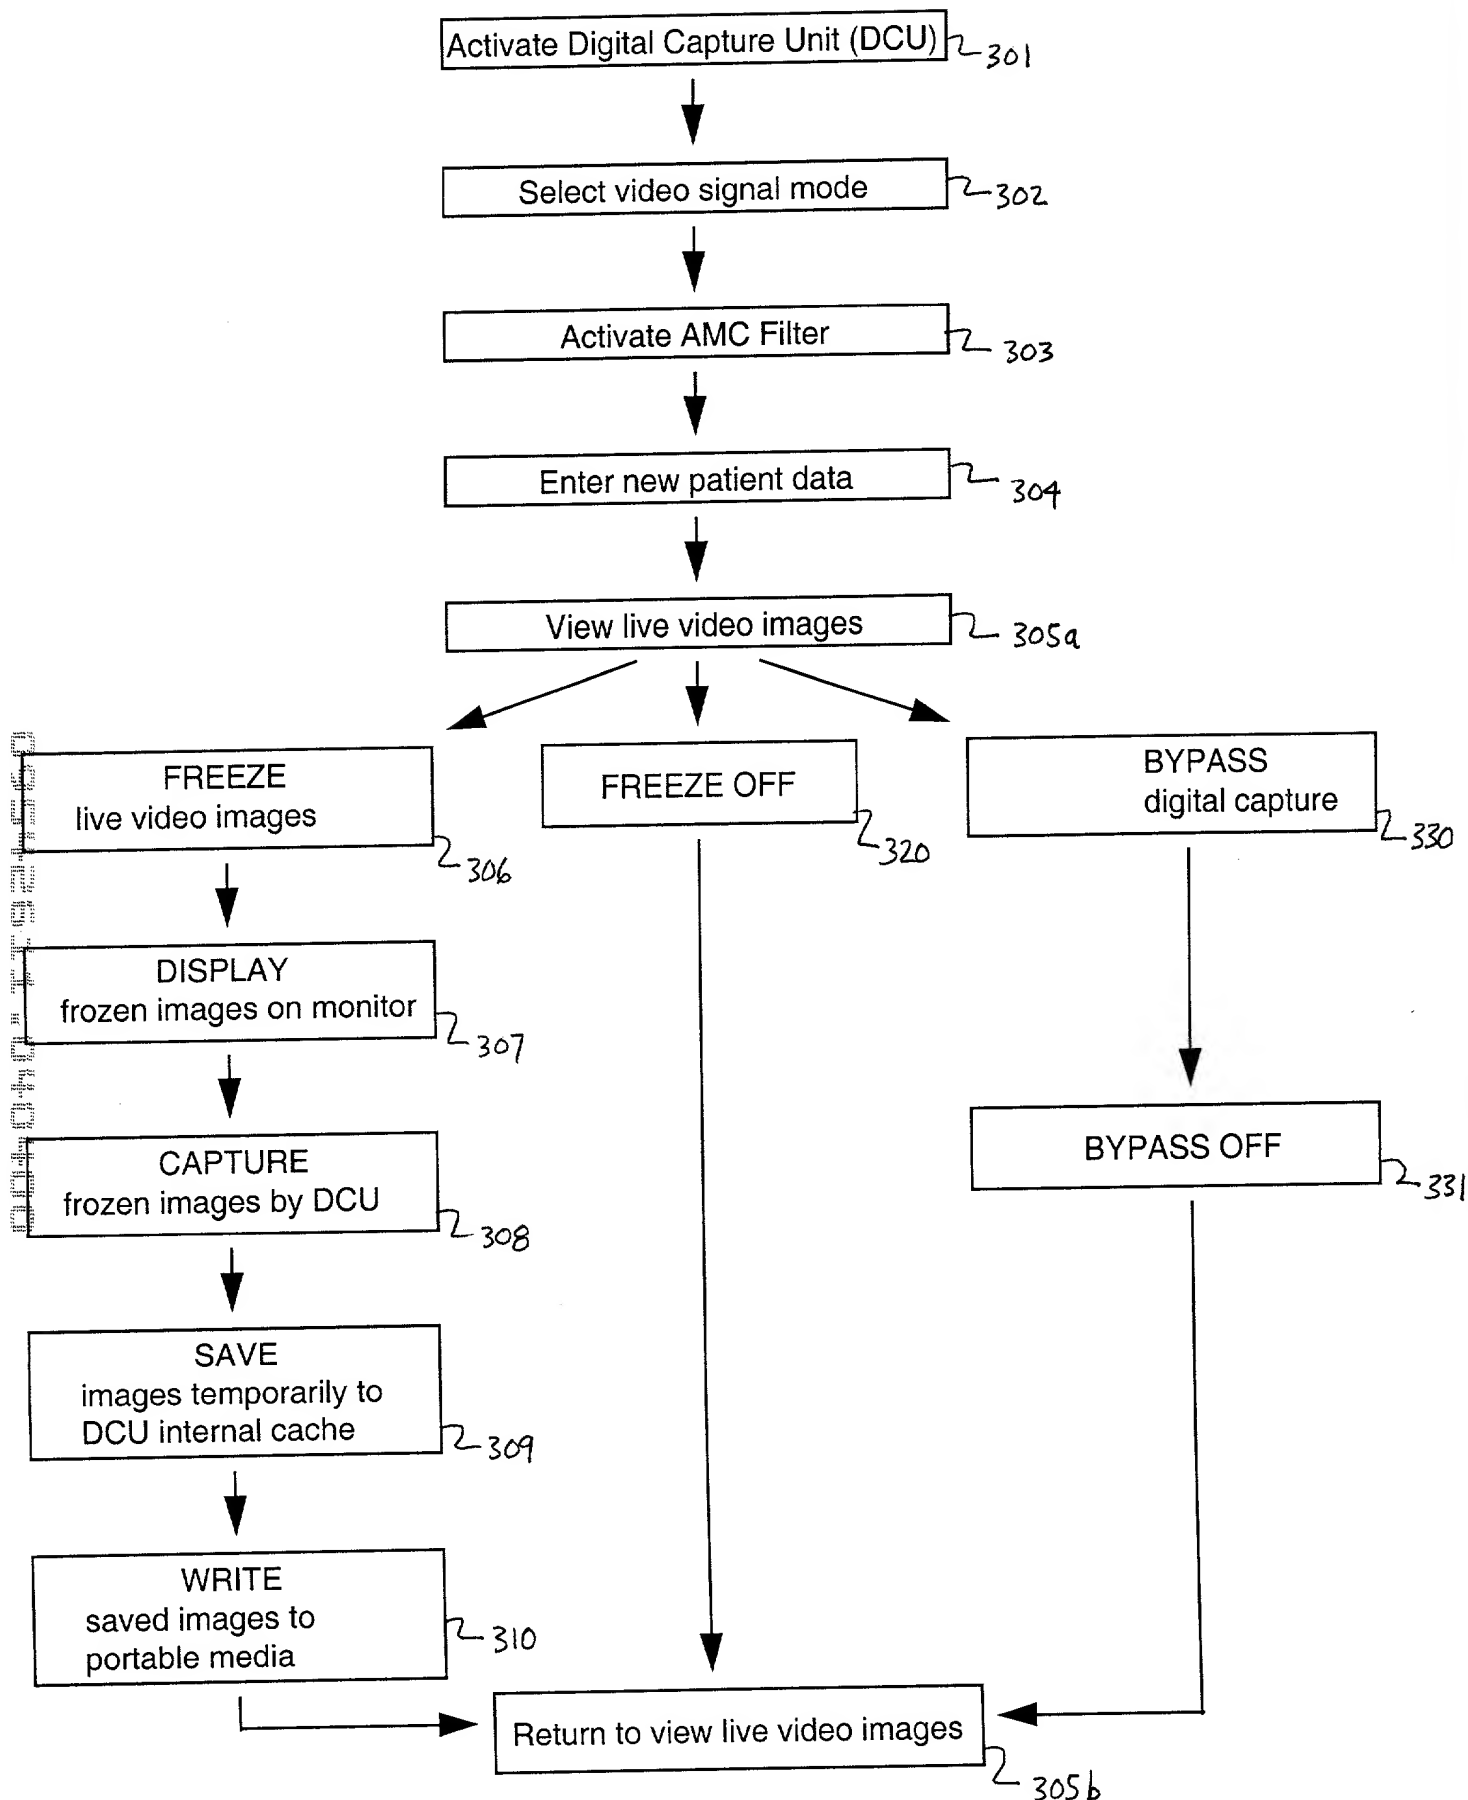 Activate Digital Capture Unit (DCU)
301
Select video signal mode
302
Activate AMC Filter
303
Enter new patient data
304
View live video images
305a
FREEZE
live video images
306
FREEZE OFF
320
BYPASS
digital capture
330
DISPLAY
frozen images on monitor
307
CAPTURE
frozen images by DCU
308
BYPASS OFF
331
SAVE
images temporarily to
DCU internal cache
309
WRITE
saved images to
portable media
310
Return to view live video images
305b